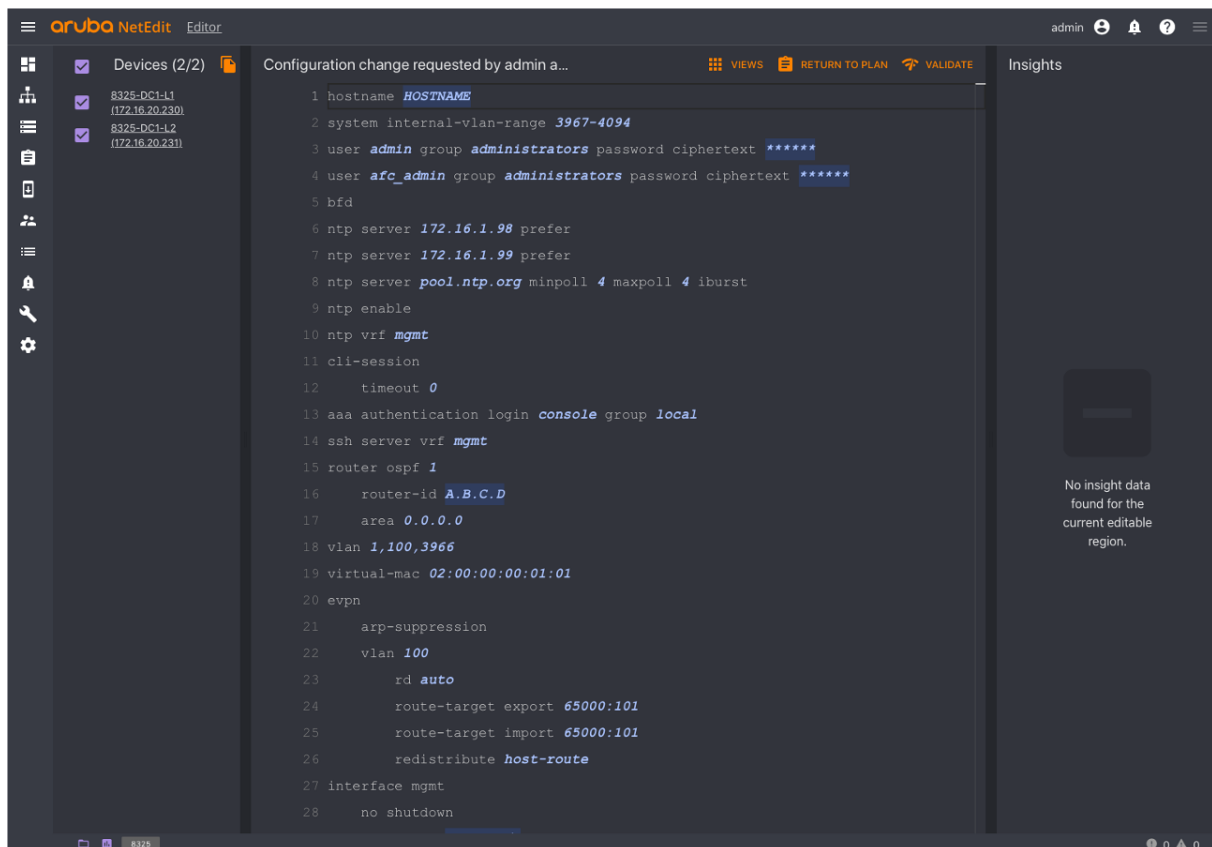 aruba NetEdit Editor
admin
Devices (2/2)
8325-DC1-L1
(172.16.20.230)
8325-DC1-L2
(172.16.20.231)
Configuration change requested by admin a...
VIEWS
RETURN TO PLAN
VALIDATE
1 hostname HOSTNAME
2 system internal-vlan-range 3967-4094
3 user admin group administrators password ciphertext ******
4 user afc_admin group administrators password ciphertext ******
5 bfd
6 ntp server 172.16.1.98 prefer
7 ntp server 172.16.1.99 prefer
8 ntp server pool.ntp.org minpoll 4 maxpoll 4 iburst
9 ntp enable
10 ntp vrf mgmt
11 cli-session
12 timeout 0
13 aaa authentication login console group local
14 ssh server vrf mgmt
15 router ospf 1
16 router-id A.B.C.D
17 area 0.0.0.0
18 vlan 1,100,3966
19 virtual-mac 02:00:00:00:01:01
20 evpn
21 arp-suppression
22 vlan 100
23 rd auto
24 route-target export 65000:101
25 route-target import 65000:101
26 redistribute host-route
27 interface mgmt
28 no shutdown
Insights
No insight data
found for the
current editable
region.
8325
0 0